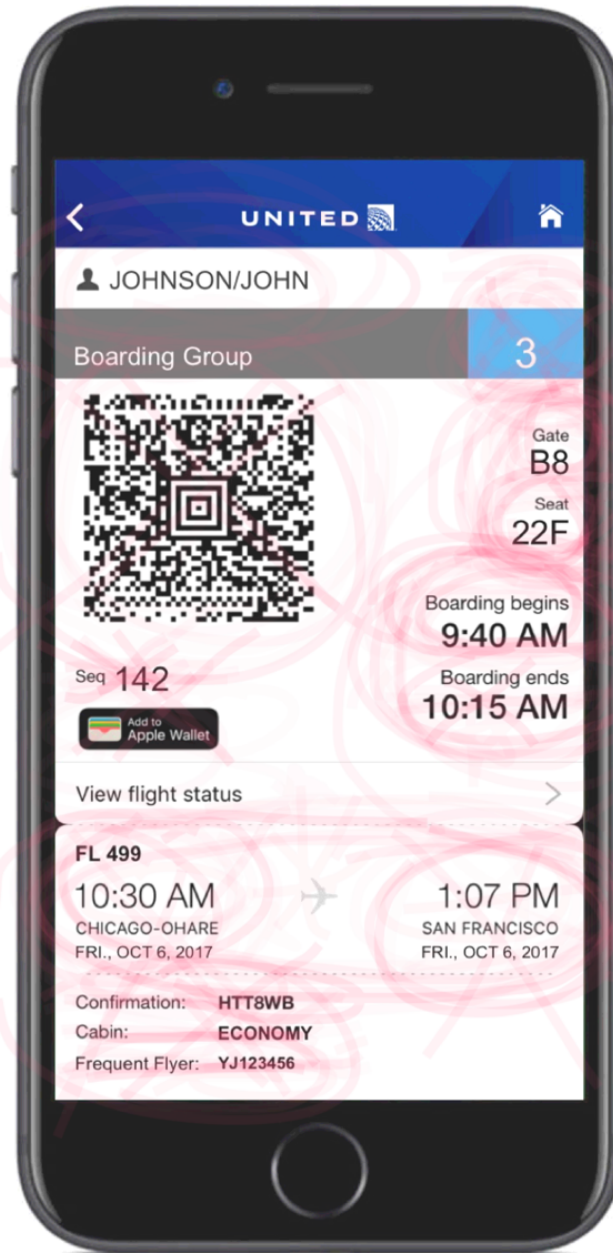 UNITED
JOHNSON/JOHN
Boarding Group 3
Gate
B8
Seat
22F
Boarding begins
9:40 AM
Boarding ends
10:15 AM
Seq 142
Add to
Apple Wallet
View flight status
FL 499
10:30 AM 1:07 PM
CHICAGO-OHARE SAN FRANCISCO
FRI., OCT 6, 2017 FRI., OCT 6, 2017
Confirmation: HTT8WB
Cabin: ECONOMY
Frequent Flyer: YJ123456